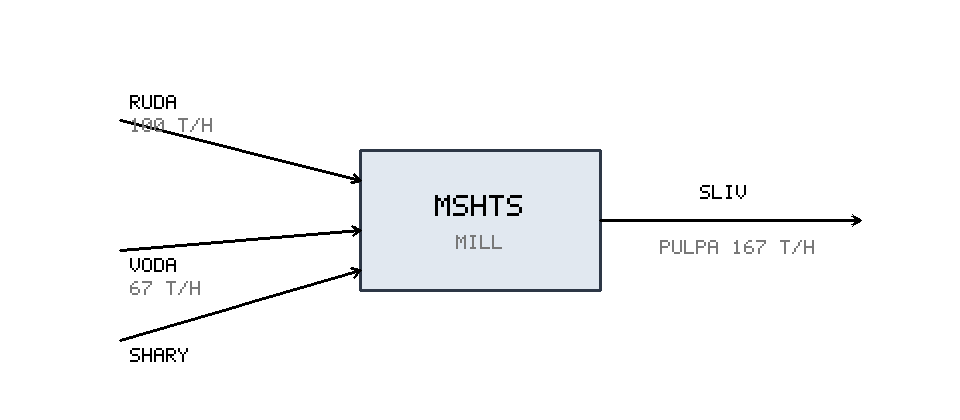 RUDA
100 T/H
VODA
67 T/H
SHARY
MSHTS
MILL
SLIV
PULPA 167 T/H